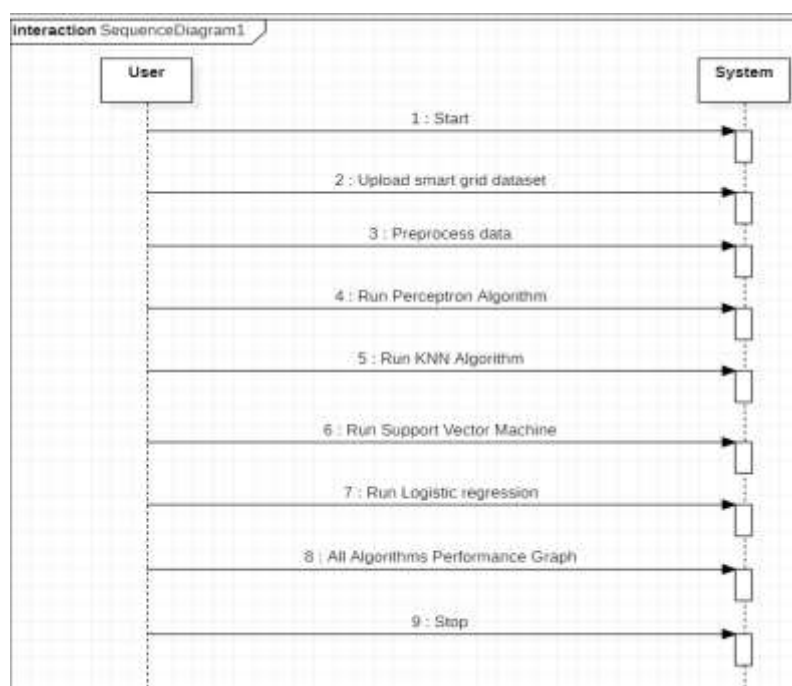 interaction SequenceDiagram1
User
System
1 : Start
2 : Upload smart grid dataset
3 : Preprocess data
4 : Run Perceptron Algorithm
5 : Run KNN Algorithm
6 : Run Support Vector Machine
7 : Run Logistic regression
8 : All Algorithms Performance Graph
9 : Stop